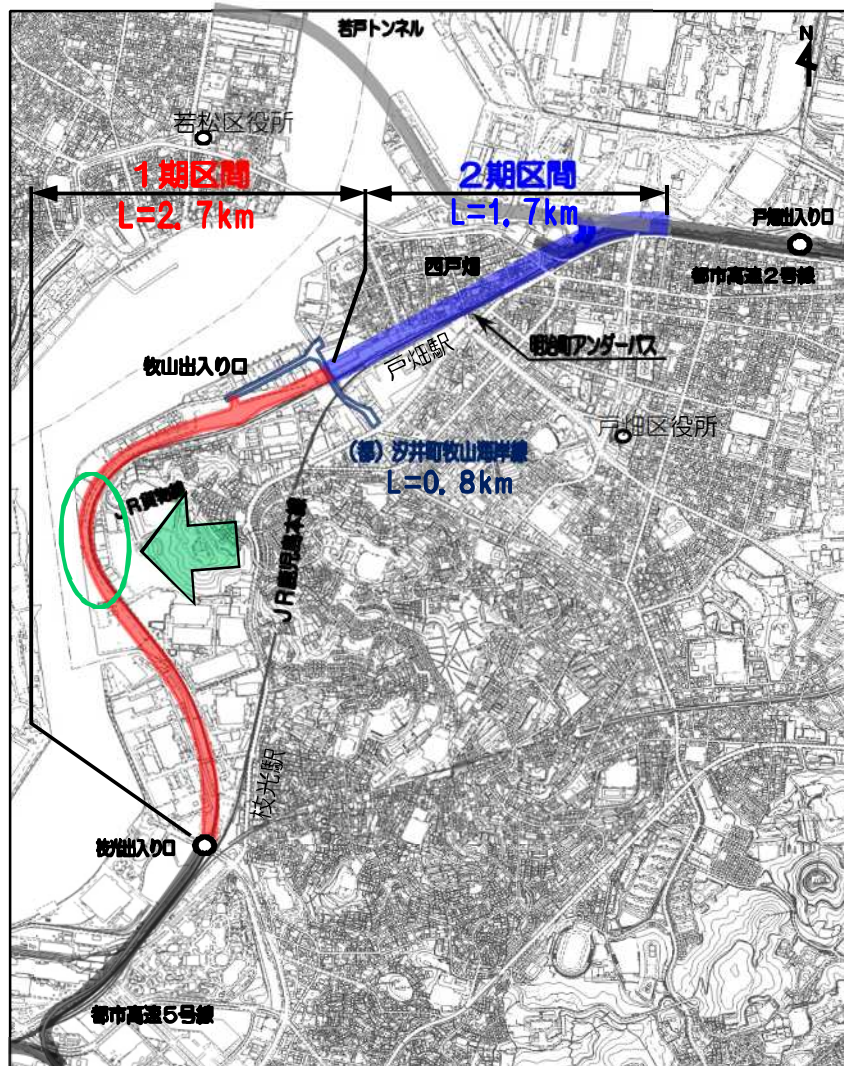 若戸トンネル
N
若松区役所
1期区間
L=2.7km
2期区間
L=1.7km
戸畑出入り口
都市高速2号線
西戸畑
明治町アンダーパス
戸畑駅
牧山出入り口
戸畑区役所
(都)汐井町牧山海岸線
L=0.8km
JR貨物線
JR鹿児島本線
枝光駅
枝光出入り口
都市高速5号線